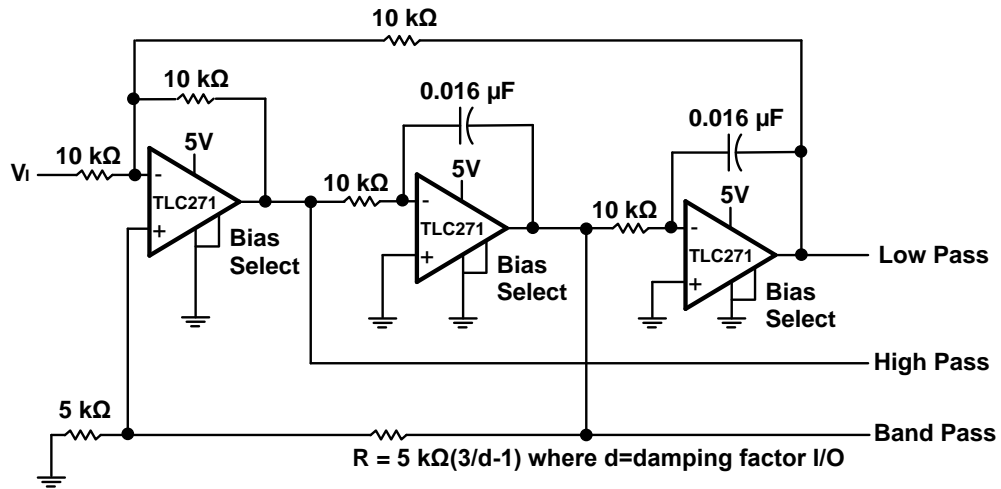 10 kΩ
10 kΩ
0.016 µF
0.016 µF
10 kΩ
5V
VI
-
TLC271
+
10 kΩ
5V
-
TLC271
+
10 kΩ
5V
-
TLC271
+
Bias
Select
Bias
Select
Bias
Select
Low Pass
High Pass
5 kΩ
Band Pass
R = 5 kΩ(3/d-1) where d=damping factor I/O